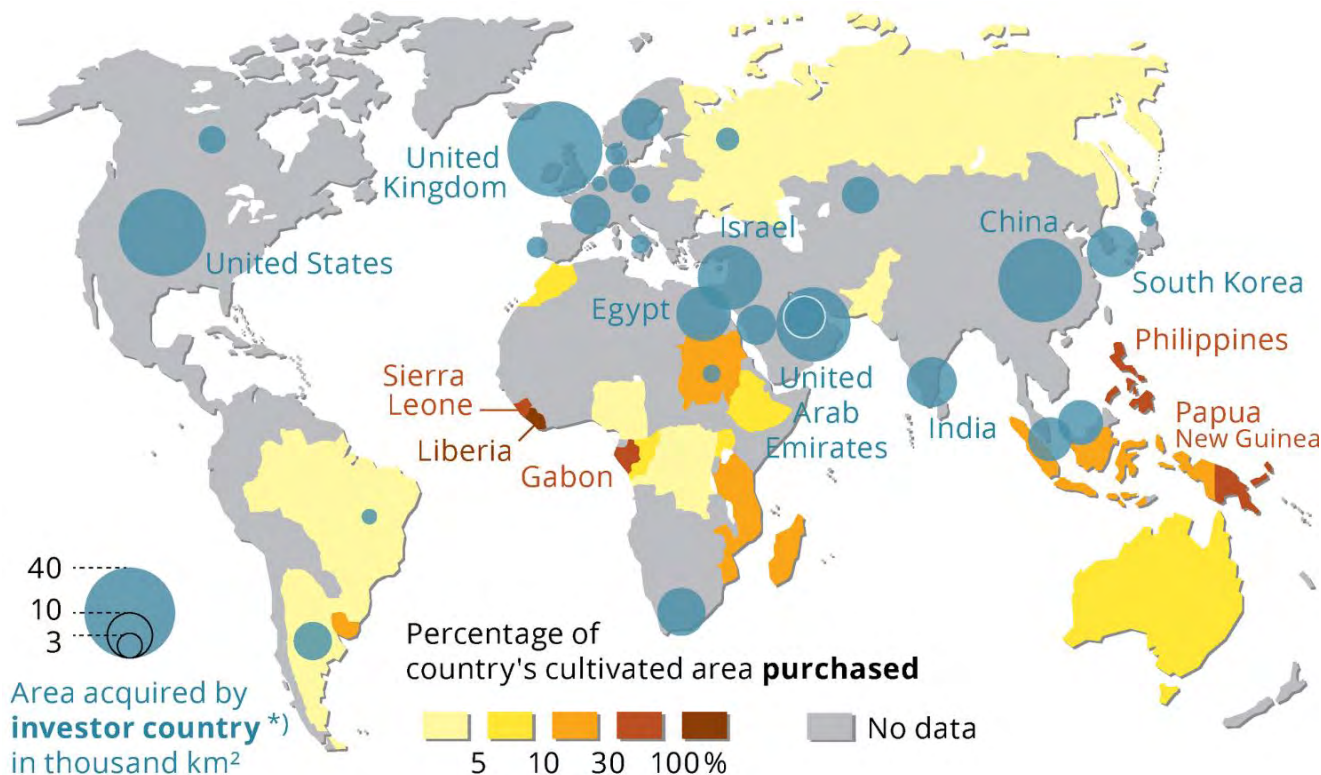 United
Kingdom
United States
Israel
China
South Korea
Egypt
Philippines
Sierra
Leone
Liberia
Gabon
United
Arab
Emirates
India
Papua
New Guinea
40
10
3
Area acquired by
investor country *)
in thousand km²
Percentage of
country's cultivated area purchased
5 10 30 100%
No data